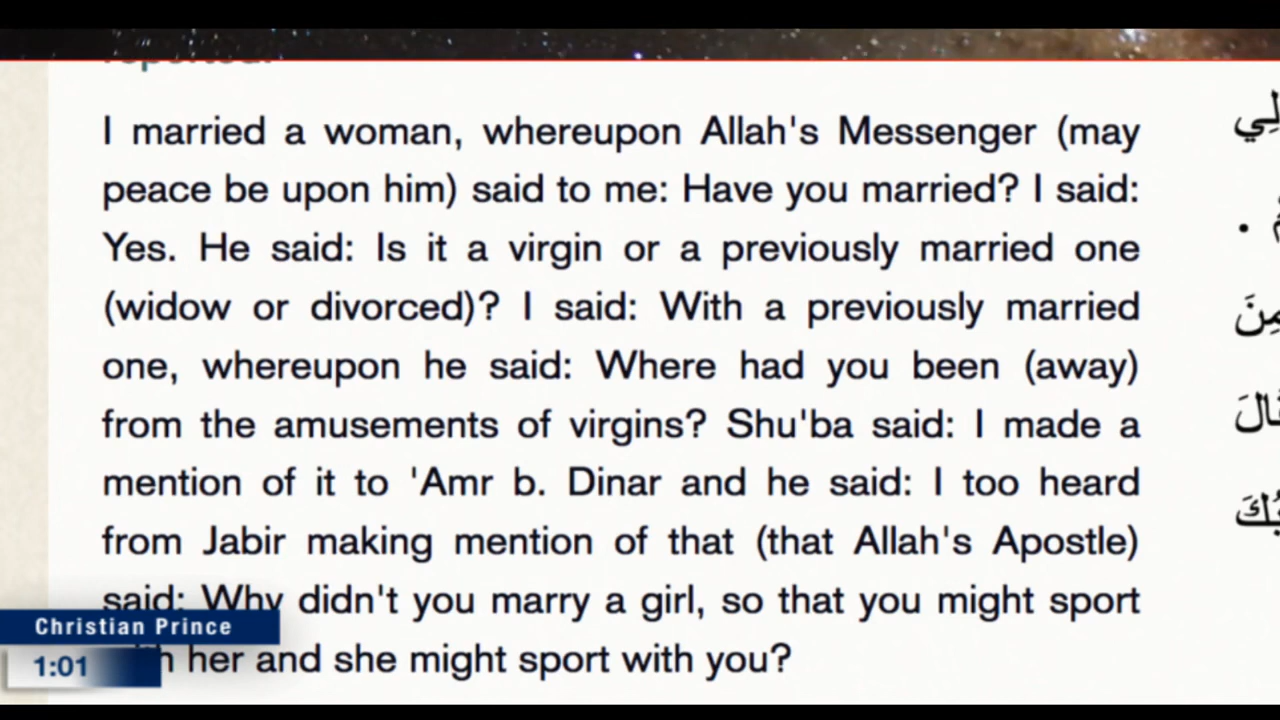 I married a woman, whereupon Allah's Messenger (may
peace be upon him) said to me: Have you married? I said:
Yes. He said: Is it a virgin or a previously married one
(widow or divorced)? I said: With a previously married
one, whereupon he said: Where had you been (away)
from the amusements of virgins? Shu'ba said: I made a
mention of it to 'Amr b. Dinar and he said: I too heard
from Jabir making mention of that (that Allah's Apostle)
said: Why didn't you marry a girl, so that you might sport
her and she might sport with you?
Christian Prince
1:01